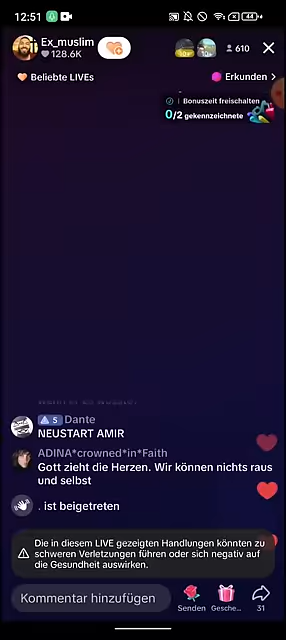 12:51
44
Ex_muslim
128.6K
10
10
610
Beliebte LIVEs
Erkunden
Bonuszeit freischalten
0/2 gekennzeichnete
5 Dante
NEUSTART AMIR
ADINA*crowned*in*Faith
Gott zieht die Herzen. Wir können nichts raus
und selbst
. ist beigetreten
Die in diesem LIVE gezeigten Handlungen könnten zu
schweren Verletzungen führen oder sich negativ auf
die Gesundheit auswirken.
Kommentar hinzufügen
Senden
Gesche...
31